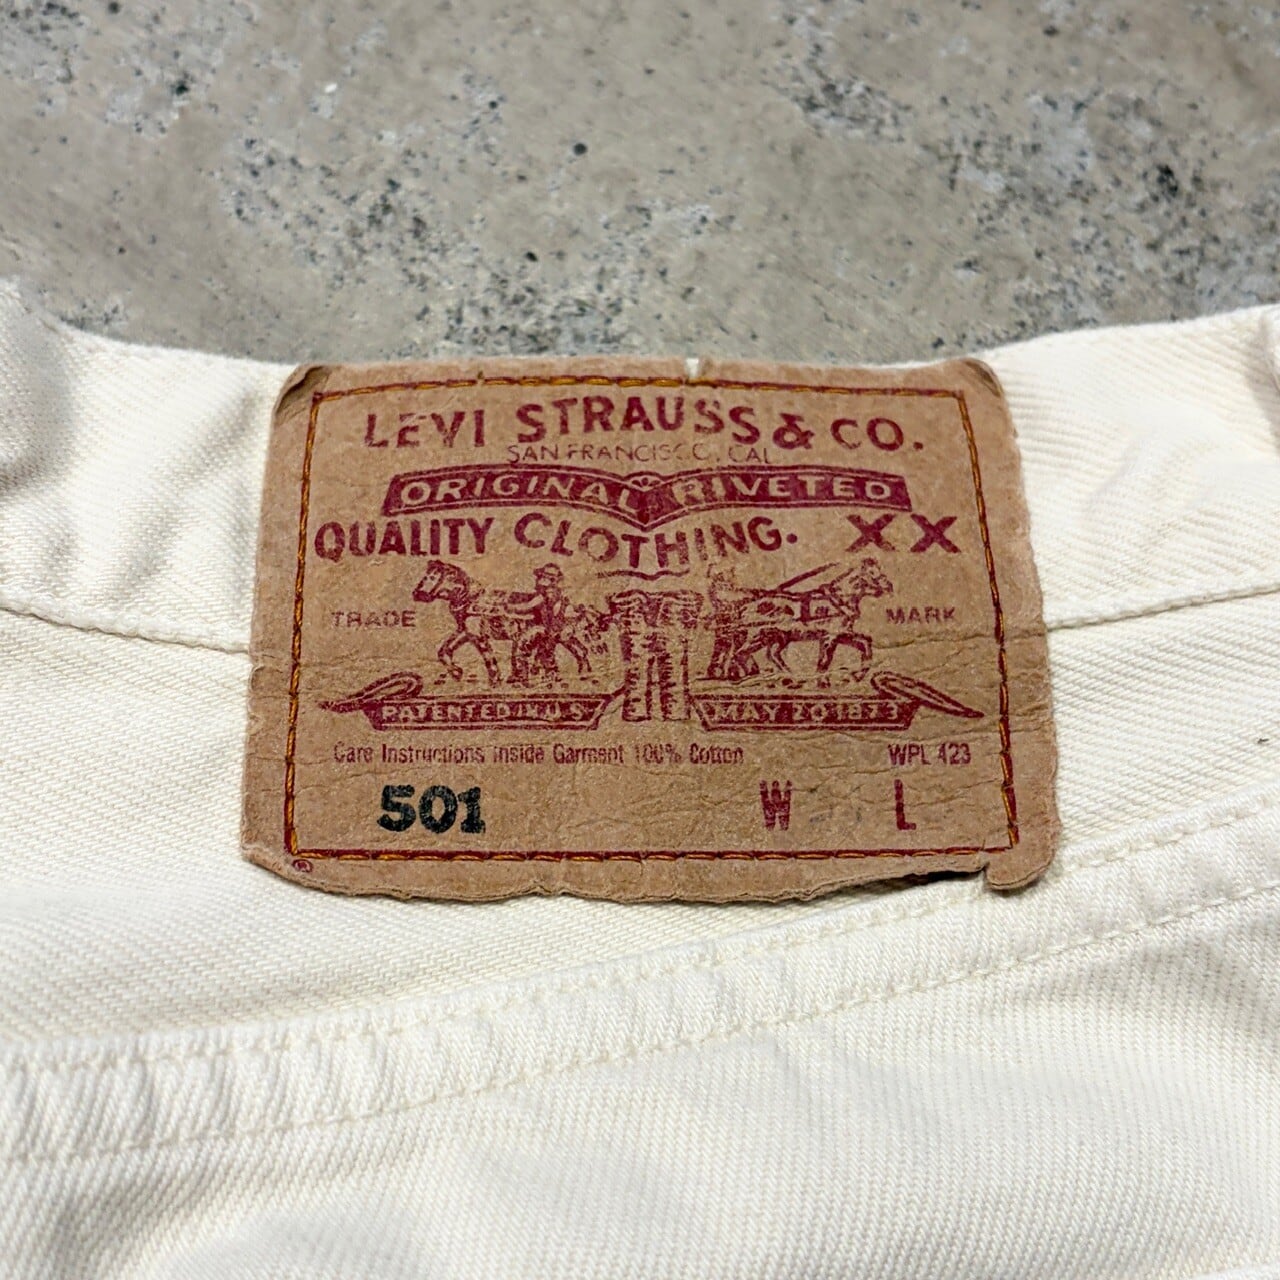 LEVI STRAUSS & CO.
SAN FRANCISCO, CAL
ORIGINAL RIVETED
QUALITY CLOTHING. XX
TRADE MARK
PATENTED IN U.S. MAY 20 1873
Care Instructions Inside Garment 100% Cotton WPL 423
501 W L
®